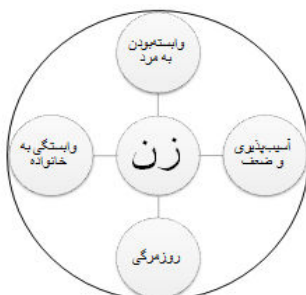 وابسته‌بودن
به مرد
آسیب‌پذیری
و ضعف
زن
وابستگی به
خانواده
روزمرگی